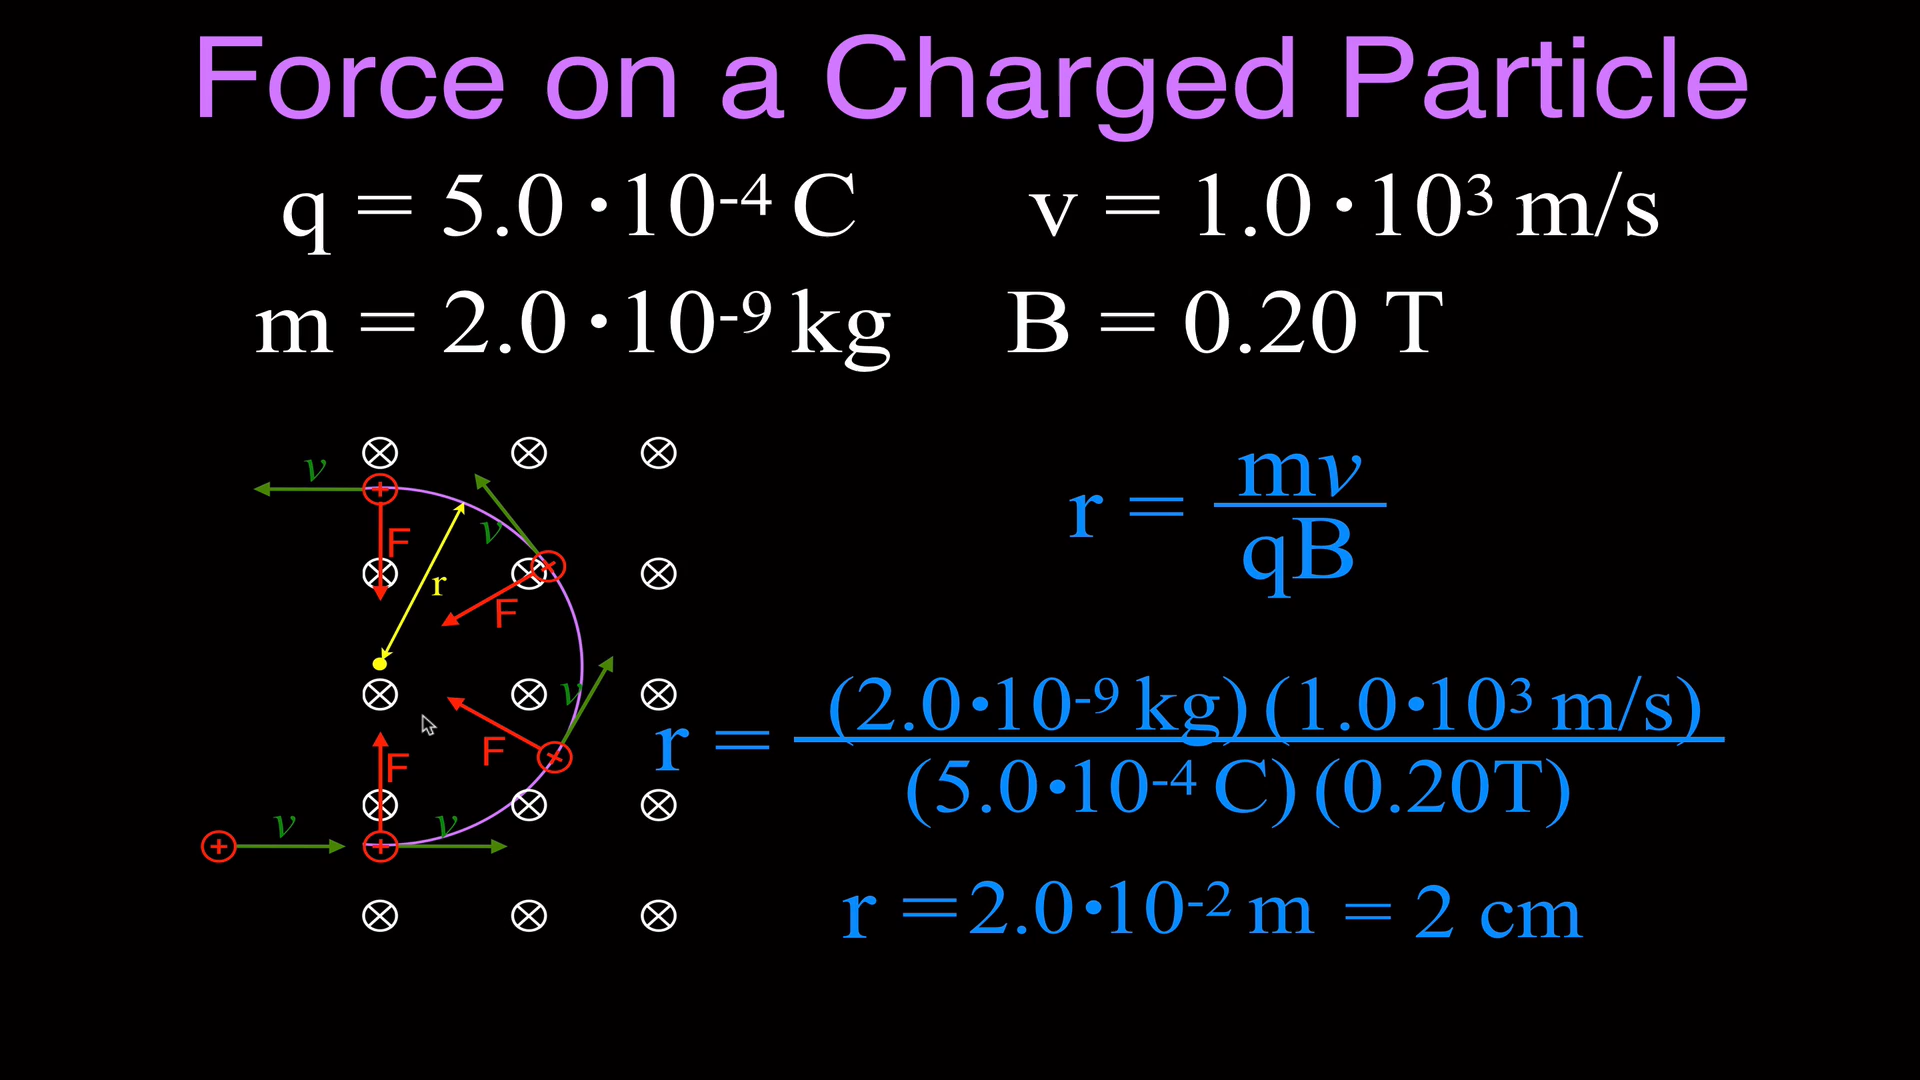 Force on a Charged Particle
q = 5.0 •10⁻⁴ C v = 1.0 •10³ m/s
m = 2.0 •10⁻⁹ kg B = 0.20 T
v
+
F
v
+
r
F
v
F
F
+
v
v
+
+
r = mv
qB
r = (2.0•10⁻⁹ kg) (1.0•10³ m/s)
(5.0•10⁻⁴ C) (0.20T)
r = 2.0•10⁻² m = 2 cm